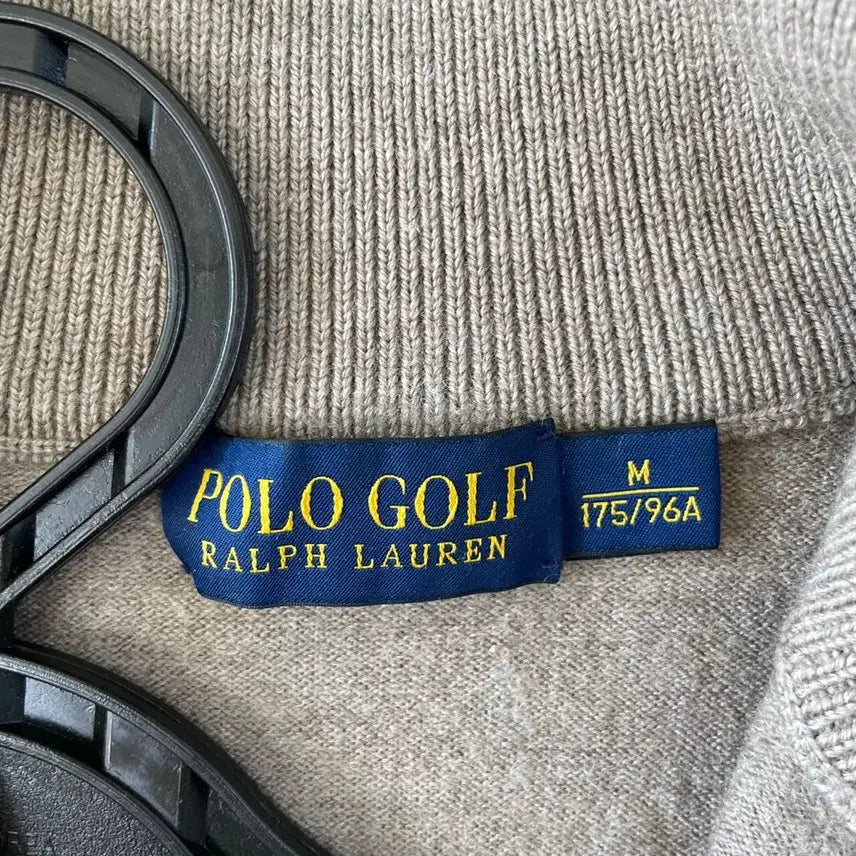 POLO GOLF
RALPH LAUREN
M
175/96A